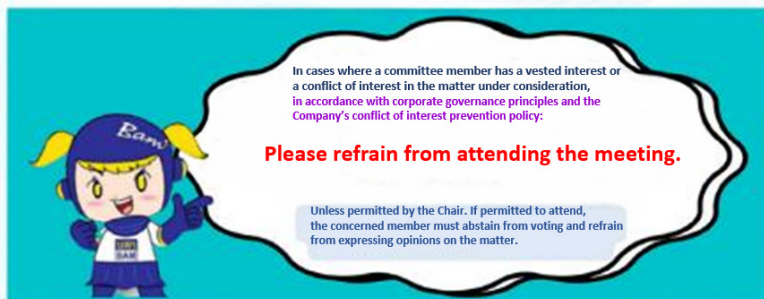 In cases where a committee member has a vested interest or
a conflict of interest in the matter under consideration,
in accordance with corporate governance principles and the
Company's conflict of interest prevention policy:
Please refrain from attending the meeting.
Unless permitted by the Chair. If permitted to attend,
the concerned member must abstain from voting and refrain
from expressing opinions on the matter.
Bam
BAM